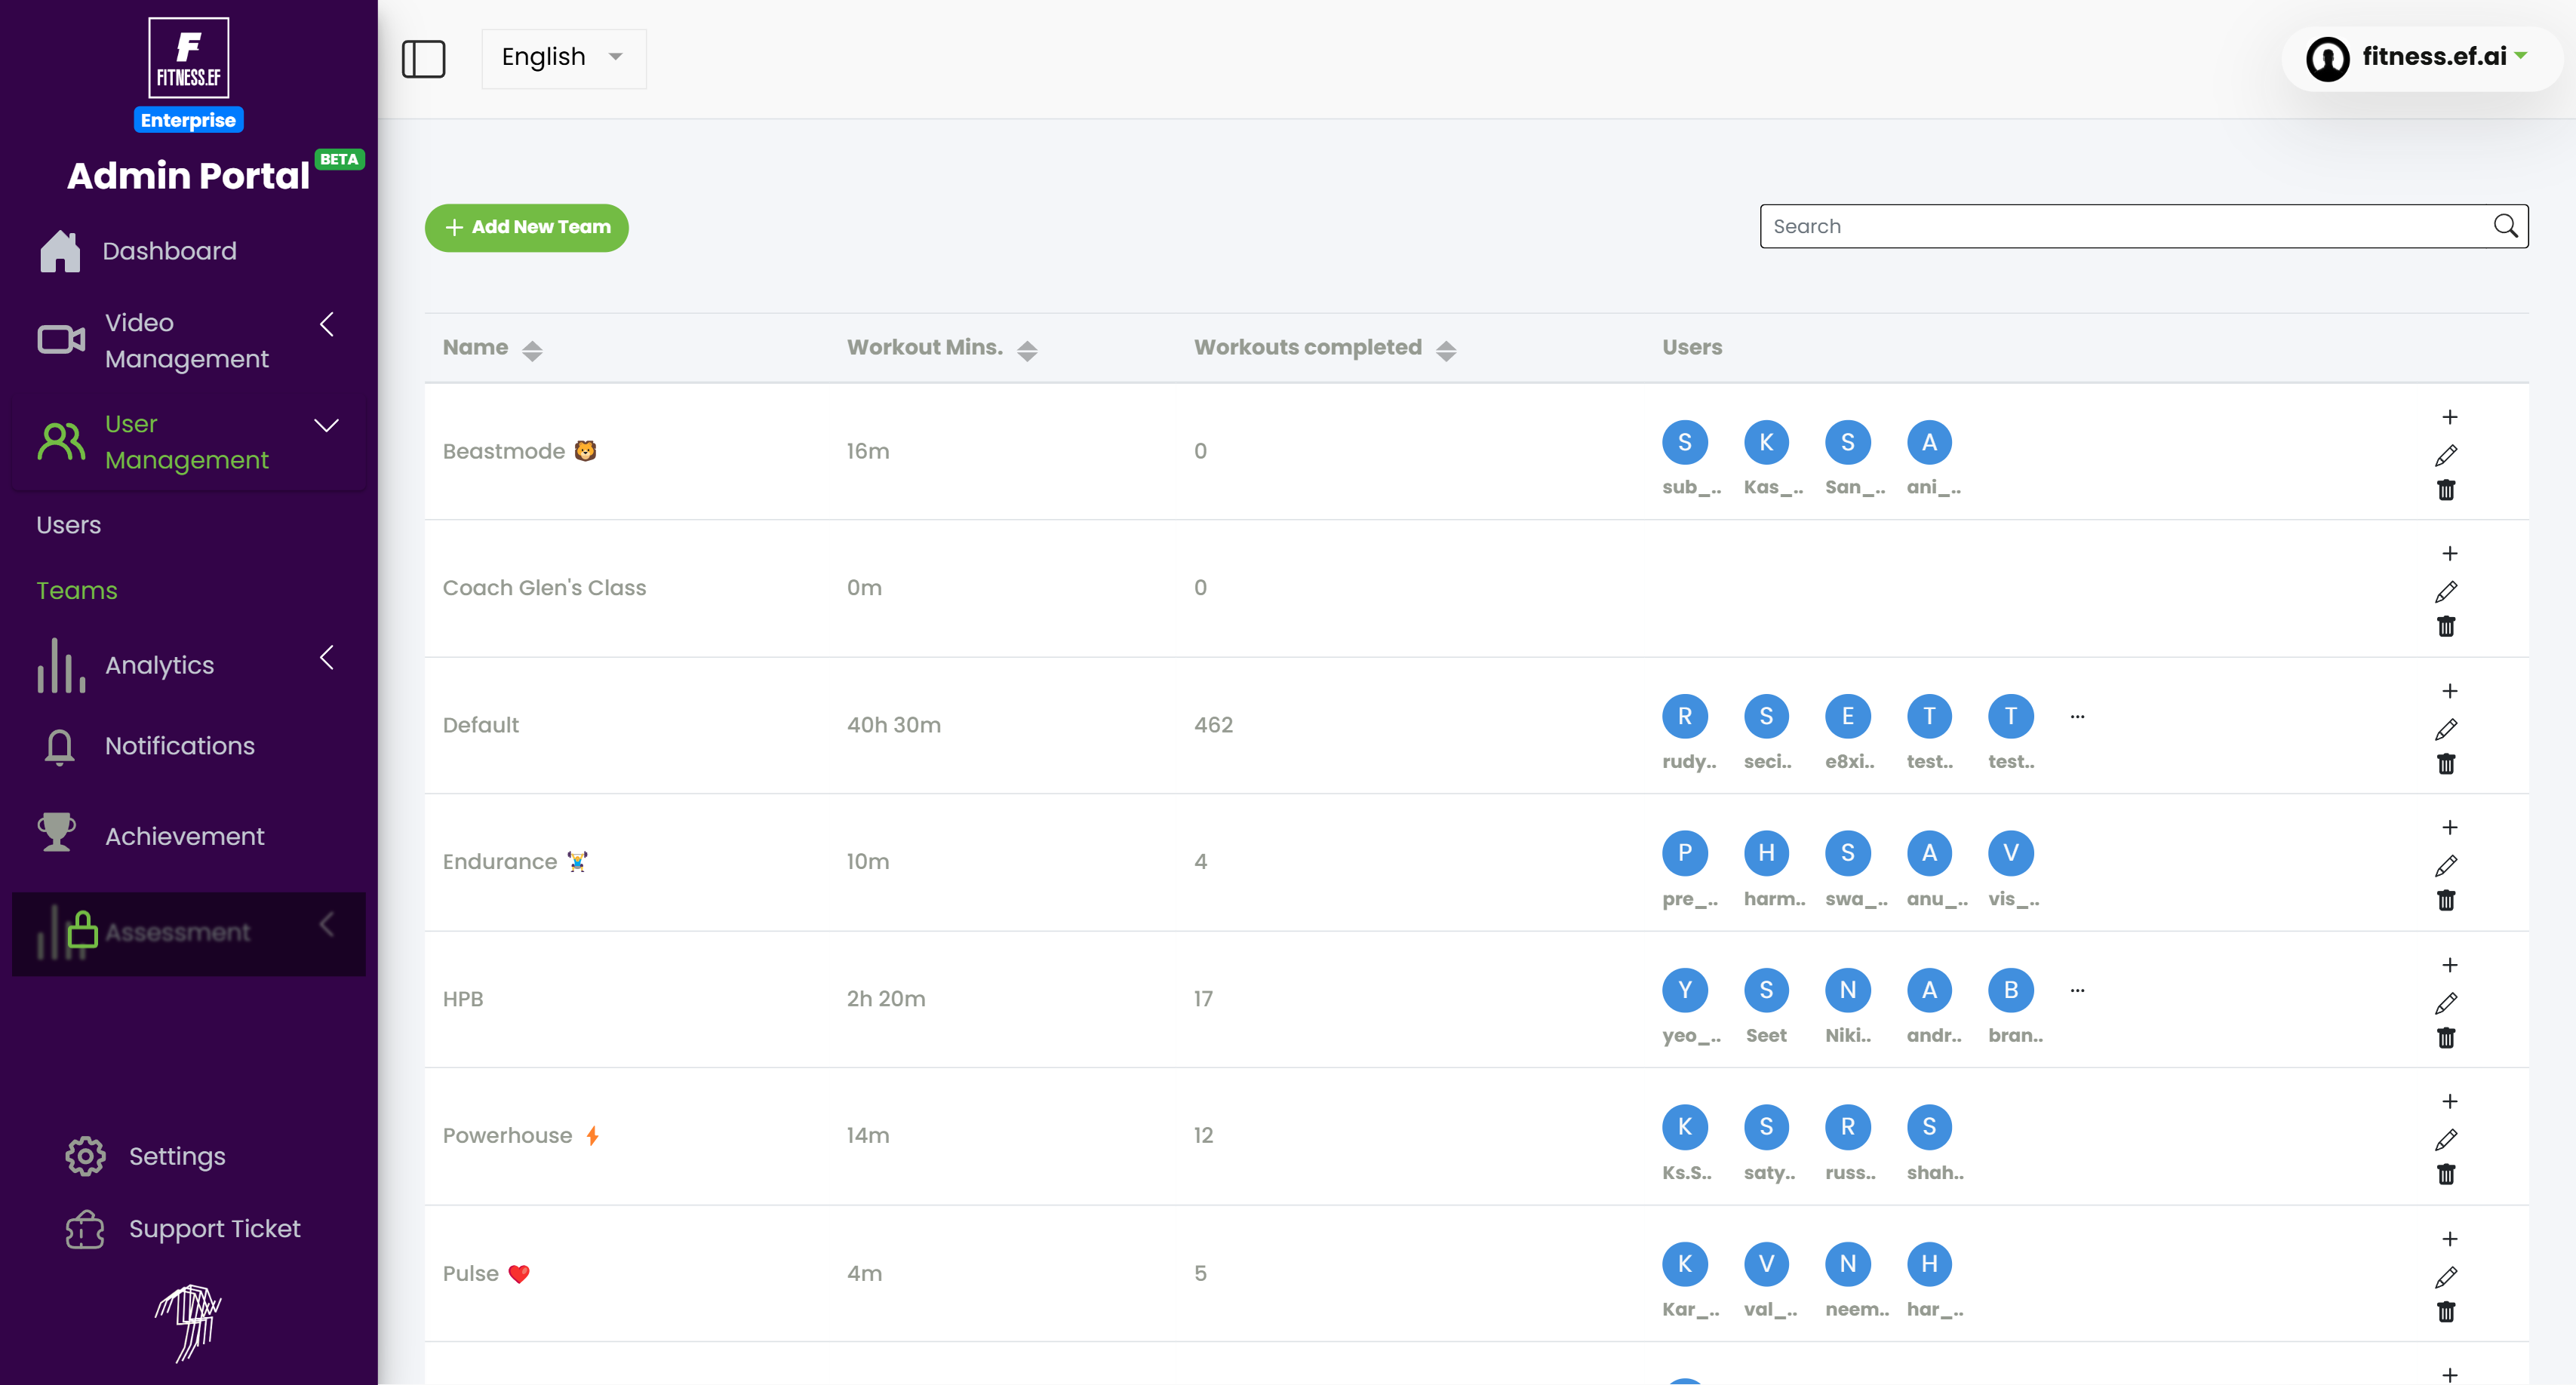 F
FITNESS.EF
Enterprise
Admin Portal BETA
Dashboard
Video
Management
User
Management
Users
Teams
Analytics
Notifications
Achievement
Assessment
Settings
Support Ticket
English
fitness.ef.ai
+ Add New Team
Search
Name Workout Mins. Workouts completed Users
Beastmode 🦁 16m 0 S K S A
sub_.. Kas_.. San_.. ani_..
Coach Glen's Class 0m 0
Default 40h 30m 462 R S E T T ...
rudy.. seci.. e8xi.. test.. test..
Endurance 🏋️ 10m 4 P H S A V
pre_.. harm.. swa_.. anu_.. vis_..
HPB 2h 20m 17 Y S N A B ...
yeo_.. Seet Niki.. andr.. bran..
Powerhouse ⚡ 14m 12 K S R S
Ks.S.. saty.. russ.. shah..
Pulse ❤️ 4m 5 K V N H
Kar_.. val_.. neem.. har_..